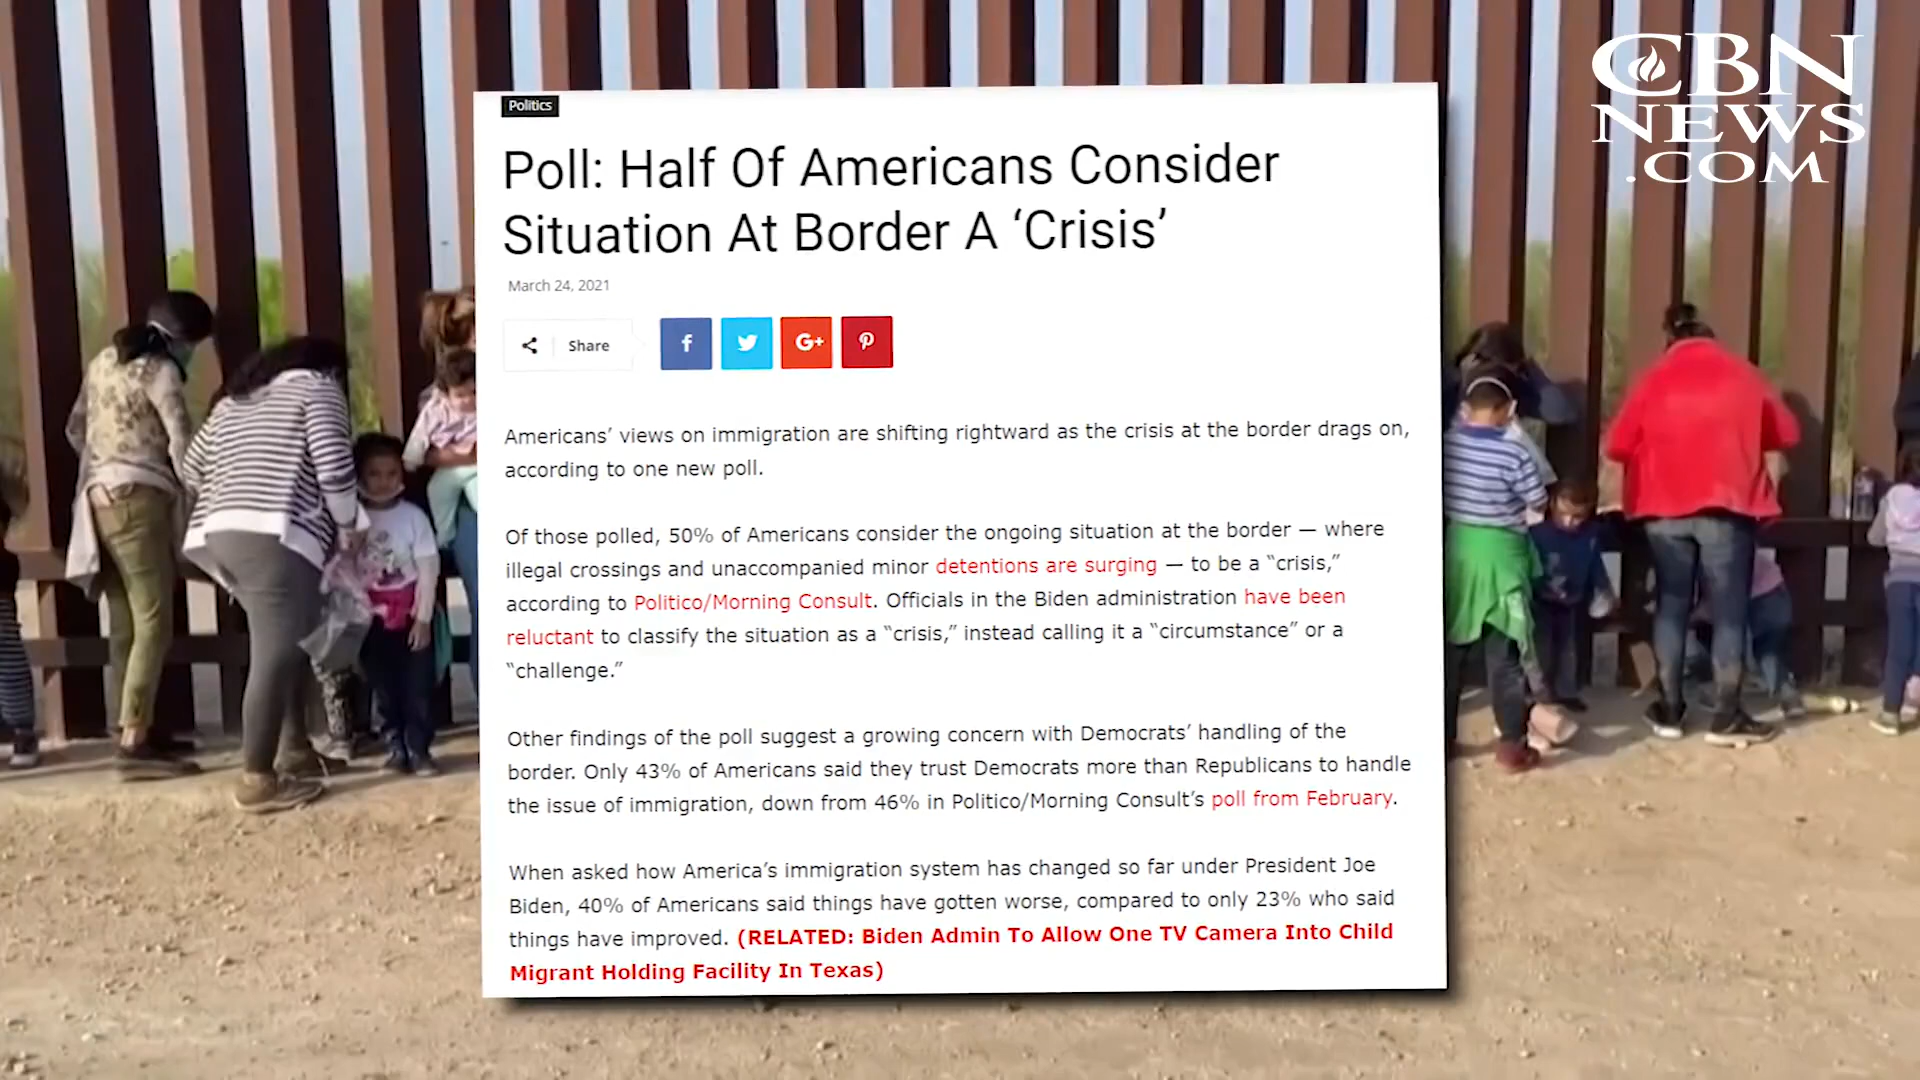 CBN
NEWS
.COM
Politics
Poll: Half Of Americans Consider
Situation At Border A ‘Crisis’
March 24, 2021
Share
f
G+
Americans’ views on immigration are shifting rightward as the crisis at the border drags on,
according to one new poll.
Of those polled, 50% of Americans consider the ongoing situation at the border — where
illegal crossings and unaccompanied minor detentions are surging — to be a “crisis,”
according to Politico/Morning Consult. Officials in the Biden administration have been
reluctant to classify the situation as a “crisis,” instead calling it a “circumstance” or a
“challenge.”
Other findings of the poll suggest a growing concern with Democrats’ handling of the
border. Only 43% of Americans said they trust Democrats more than Republicans to handle
the issue of immigration, down from 46% in Politico/Morning Consult’s poll from February.
When asked how America’s immigration system has changed so far under President Joe
Biden, 40% of Americans said things have gotten worse, compared to only 23% who said
things have improved. (RELATED: Biden Admin To Allow One TV Camera Into Child
Migrant Holding Facility In Texas)